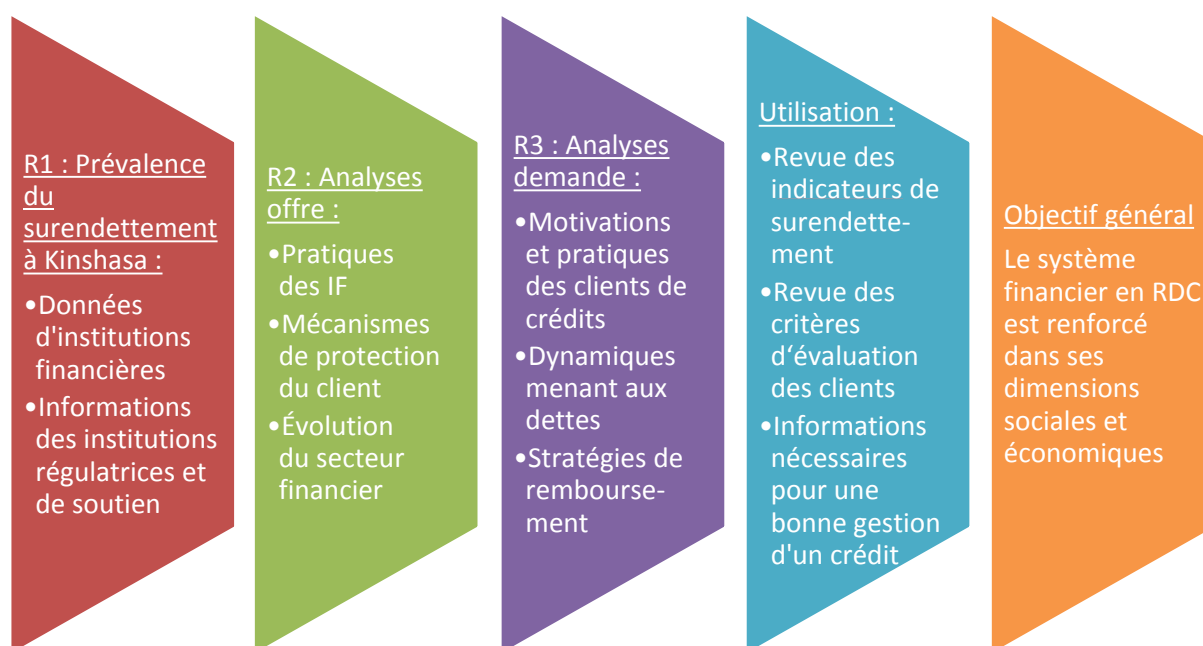 R1 : Prévalence
du
surendettement
à Kinshasa :
•Données
d'institutions
financières
•Informations
des institutions
régulatrices et
de soutien
R2 : Analyses
offre :
•Pratiques
des IF
•Mécanismes
de protection
du client
•Évolution
du secteur
financier
R3 : Analyses
demande :
•Motivations
et pratiques
des clients de
crédits
•Dynamiques
menant aux
dettes
•Stratégies de
rembourse-
ment
Utilisation :
•Revue des
indicateurs de
surendette-
ment
•Revue des
critères
d‘évaluation
des clients
•Informations
nécessaires
pour une
bonne gestion
d'un crédit
Objectif général
Le système
financier en RDC
est renforcé
dans ses
dimensions
sociales et
économiques